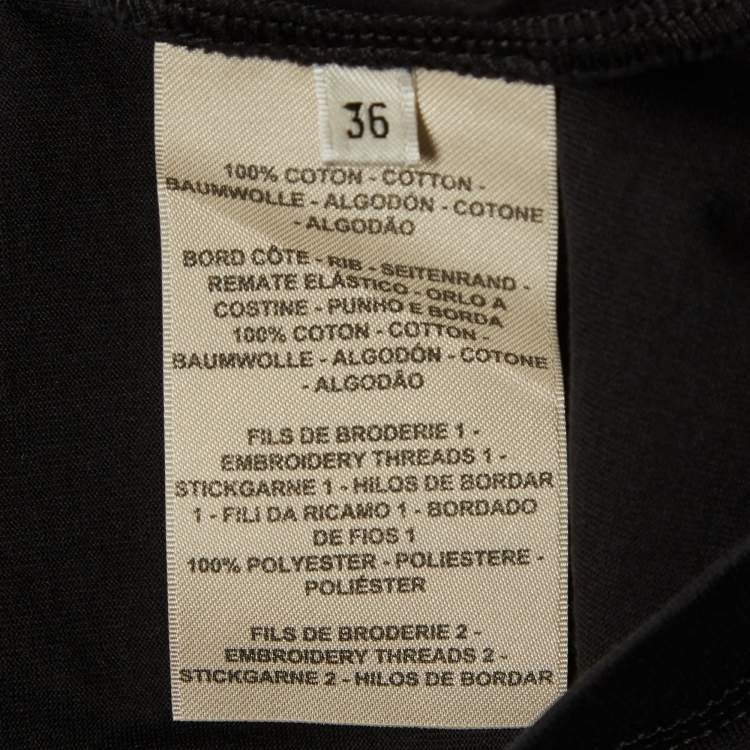 36
100% COTON - COTTON -
BAUMWOLLE - ALGODÓN - COTONE
- ALGODÃO
BORD CÔTE - RIB - SEITENRAND -
REMATE ELÁSTICO - ORLO A
COSTINE - PUNHO E BORDA
100% COTON - COTTON -
BAUMWOLLE - ALGODÓN - COTONE
- ALGODÃO
FILS DE BRODERIE 1 -
EMBROIDERY THREADS 1 -
STICKGARNE 1 - HILOS DE BORDAR
1 - FILI DA RICAMO 1 - BORDADO
DE FIOS 1
100% POLYESTER - POLIESTERE -
POLIÉSTER
FILS DE BRODERIE 2 -
EMBROIDERY THREADS 2 -
STICKGARNE 2 - HILOS DE BORDAR